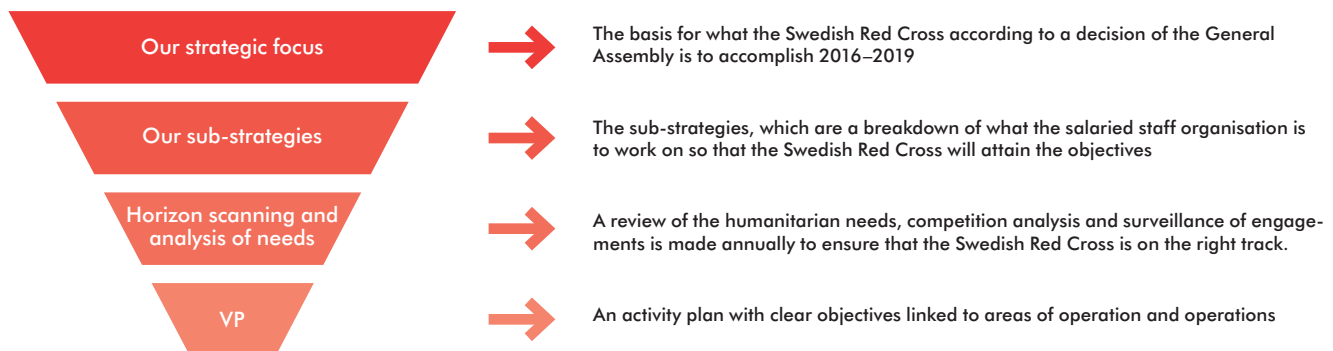 Our strategic focus
The basis for what the Swedish Red Cross according to a decision of the General
Assembly is to accomplish 2016–2019
Our sub-strategies
The sub-strategies, which are a breakdown of what the salaried staff organisation is
to work on so that the Swedish Red Cross will attain the objectives
Horizon scanning and
analysis of needs
A review of the humanitarian needs, competition analysis and surveillance of engage-
ments is made annually to ensure that the Swedish Red Cross is on the right track.
VP
An activity plan with clear objectives linked to areas of operation and operations